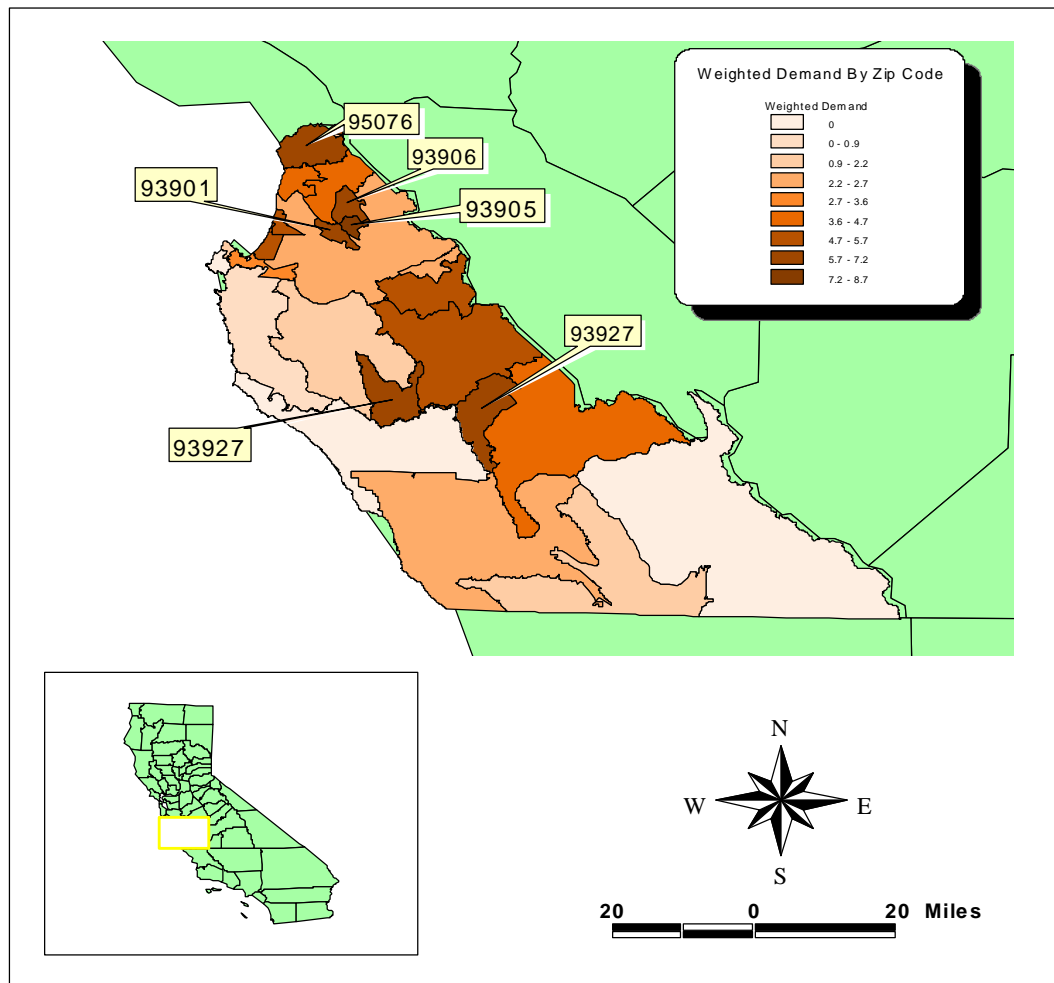 Weighted Demand By Zip Code
Weighted Demand
0
0 - 0.9
0.9 - 2.2
2.2 - 2.7
2.7 - 3.6
3.6 - 4.7
4.7 - 5.7
5.7 - 7.2
7.2 - 8.7
95076
93906
93901
93905
93927
93927
N
W E
S
20 0 20 Miles